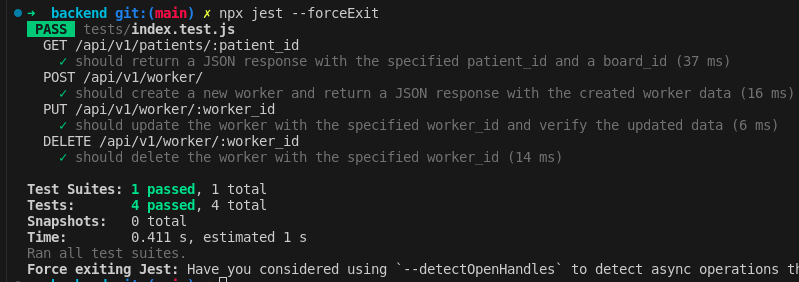 ➜ backend git:(main) ✗ npx jest --forceExit
PASS tests/index.test.js
GET /api/v1/patients/:patient_id
✓ should return a JSON response with the specified patient_id and a board_id (37 ms)
POST /api/v1/worker/
✓ should create a new worker and return a JSON response with the created worker data (16 ms)
PUT /api/v1/worker/:worker_id
✓ should update the worker with the specified worker_id and verify the updated data (6 ms)
DELETE /api/v1/worker/:worker_id
✓ should delete the worker with the specified worker_id (14 ms)
Test Suites: 1 passed, 1 total
Tests: 4 passed, 4 total
Snapshots: 0 total
Time: 0.411 s, estimated 1 s
Ran all test suites.
Force exiting Jest: Have you considered using `--detectOpenHandles` to detect async operations